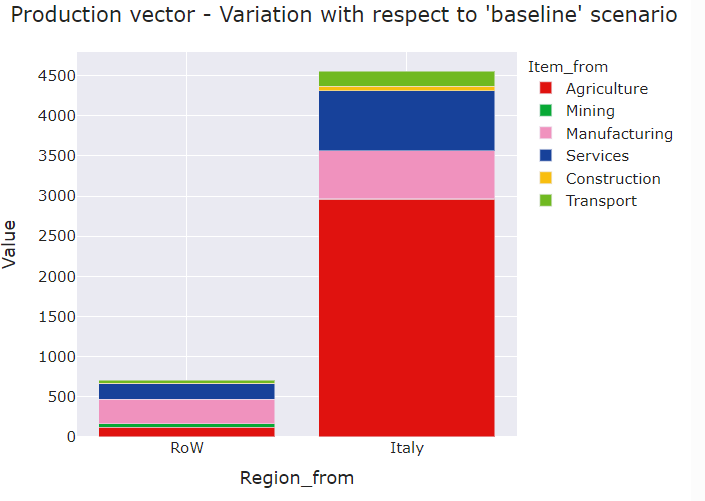 Production vector - Variation with respect to 'baseline' scenario
Item_from
Agriculture
Mining
Manufacturing
Services
Construction
Transport
Value
4500
4000
3500
3000
2500
2000
1500
1000
500
0
RoW
Italy
Region_from